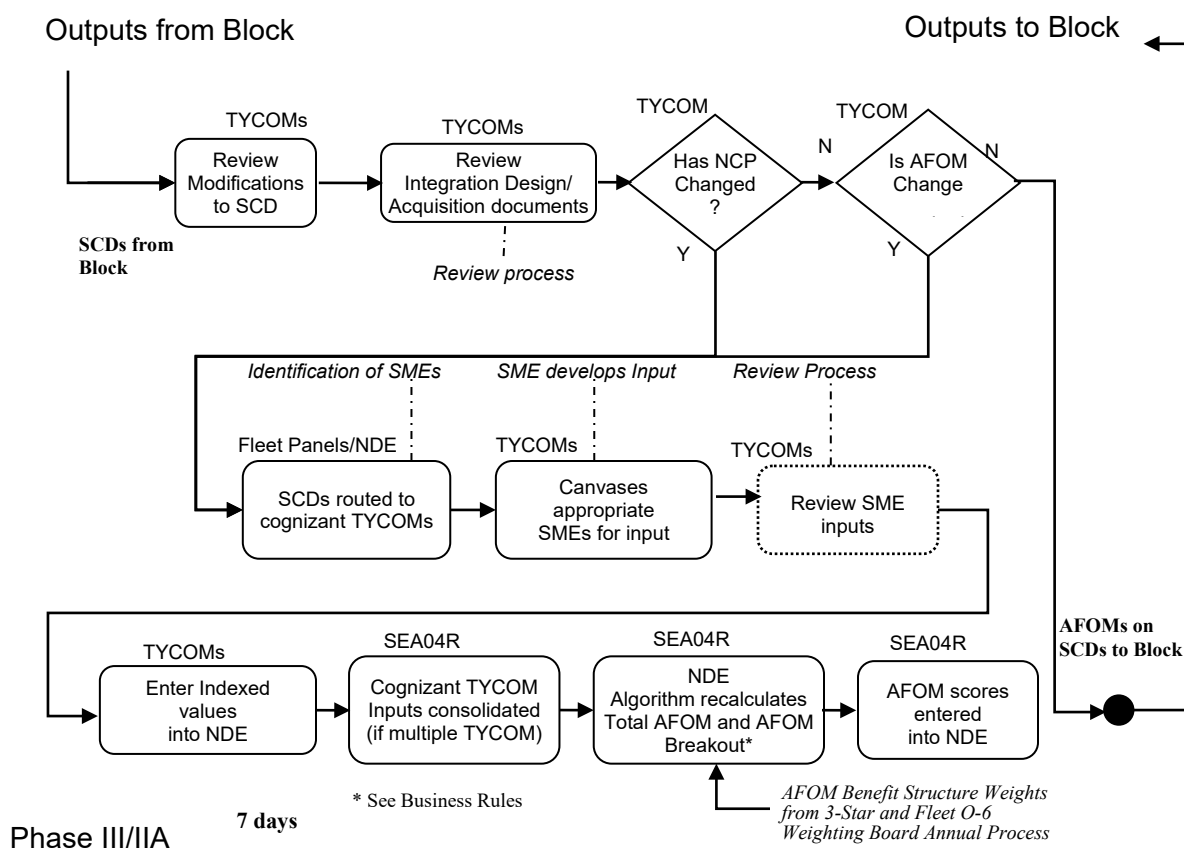 Outputs from Block
Outputs to Block
TYCOMs
Review
Modifications
to SCD
SCDs from
Block
TYCOMs
Review
Integration Design/
Acquisition documents
Review process
TYCOM
Has NCP
Changed
?
N
Y
TYCOM
Is AFOM
Change
N
Y
Identification of SMEs
SME develops Input
Review Process
Fleet Panels/NDE
SCDs routed to
cognizant TYCOMs
TYCOMs
Canvases
appropriate
SMEs for input
TYCOMs
Review SME
inputs
TYCOMs
Enter Indexed
values
into NDE
SEA04R
Cognizant TYCOM
Inputs consolidated
(if multiple TYCOM)
SEA04R
NDE
Algorithm recalculates
Total AFOM and AFOM
Breakout*
SEA04R
AFOM scores
entered
into NDE
AFOMs on
SCDs to Block
* See Business Rules
AFOM Benefit Structure Weights
from 3-Star and Fleet O-6
Weighting Board Annual Process
7 days
Phase III/IIA